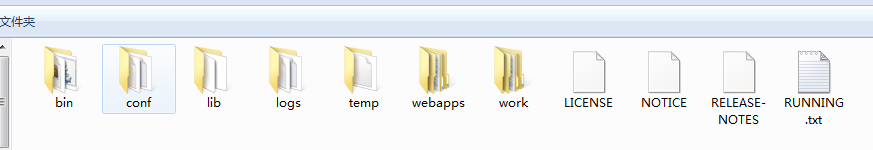 文件夹
bin
conf
lib
logs
temp
webapps
work
LICENSE
NOTICE
RELEASE-
NOTES
RUNNING
.txt